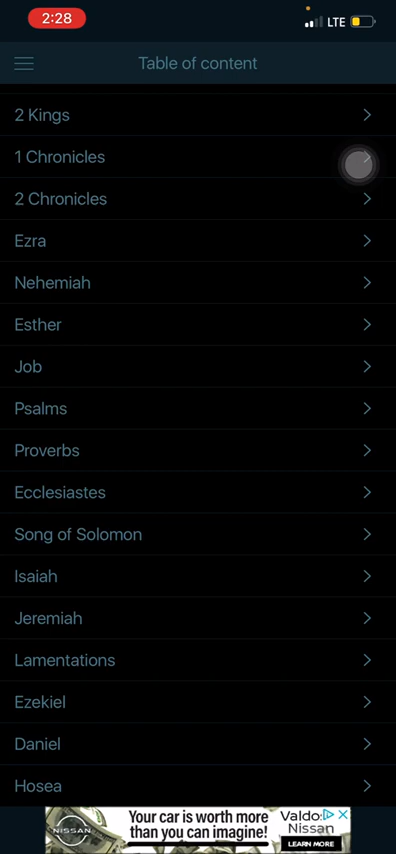 2:28
LTE
Table of content
2 Kings
1 Chronicles
2 Chronicles
Ezra
Nehemiah
Esther
Job
Psalms
Proverbs
Ecclesiastes
Song of Solomon
Isaiah
Jeremiah
Lamentations
Ezekiel
Daniel
Hosea
NISSAN
Your car is worth more
than you can imagine!
Valdo:
Nissan
LEARN MORE